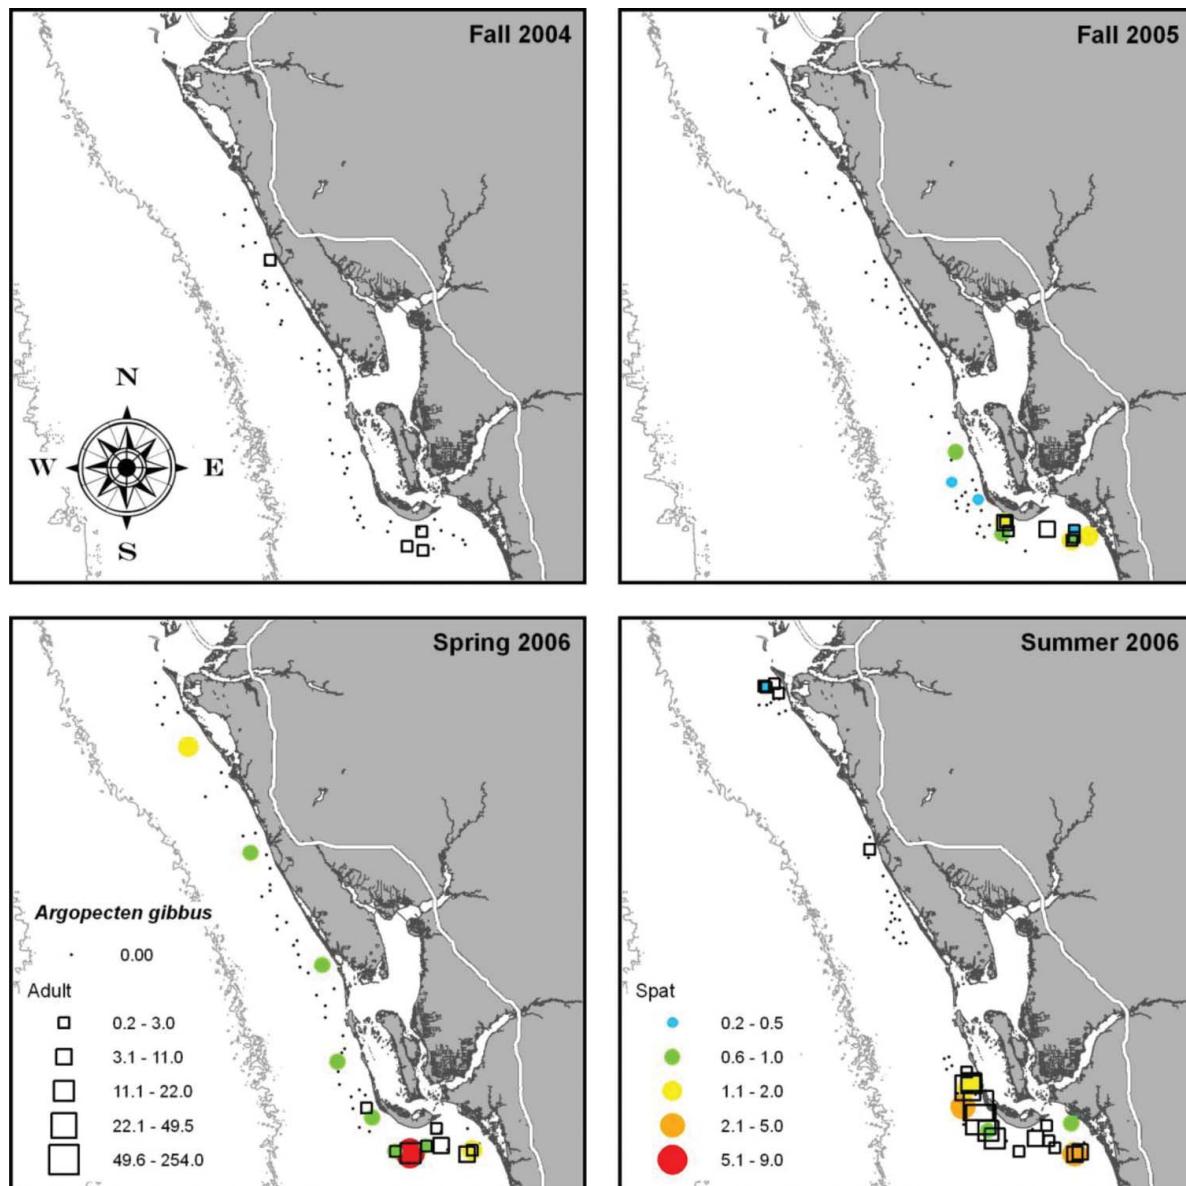 Fall 2004
N
W
E
S
Fall 2005
Spring 2006
Argopecten gibbus
0.00
Adult
0.2 - 3.0
3.1 - 11.0
11.1 - 22.0
22.1 - 49.5
49.6 - 254.0
Summer 2006
Spat
0.2 - 0.5
0.6 - 1.0
1.1 - 2.0
2.1 - 5.0
5.1 - 9.0